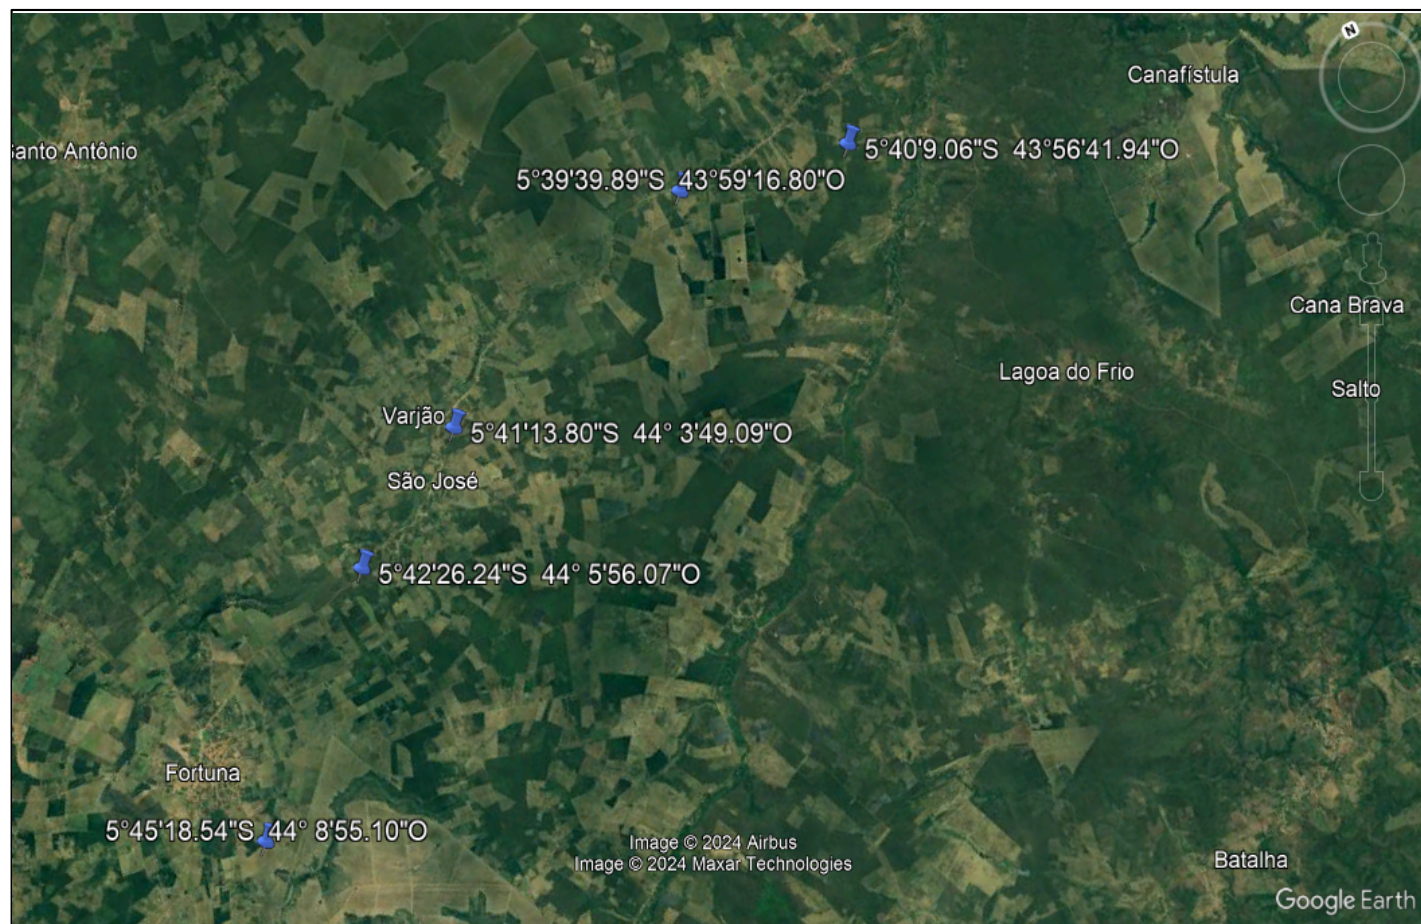 N
Canafístula
anto Antônio
5°40'9.06"S 43°56'41.94"O
5°39'39.89"S 43°59'16.80"O
Cana Brava
Lagoa do Frio
Salto
Varjão
5°41'13.80"S 44° 3'49.09"O
São José
5°42'26.24"S 44° 5'56.07"O
Fortuna
5°45'18.54"S 44° 8'55.10"O
Image © 2024 Airbus
Image © 2024 Maxar Technologies
Batalha
Google Earth